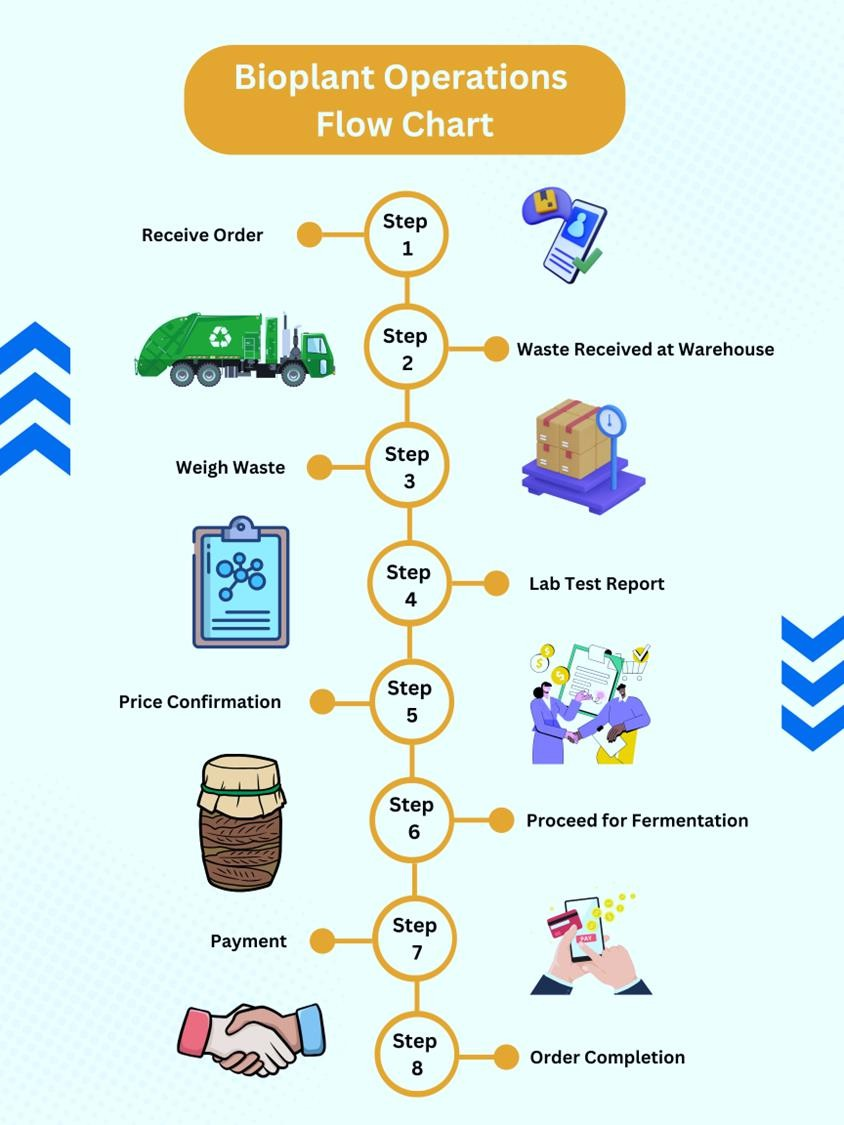 Bioplant Operations
Flow Chart
Receive Order
Step
1
Step
2
Waste Received at Warehouse
Weigh Waste
Step
3
Step
4
Lab Test Report
Price Confirmation
Step
5
Step
6
Proceed for Fermentation
Payment
Step
7
PAY
Step
8
Order Completion